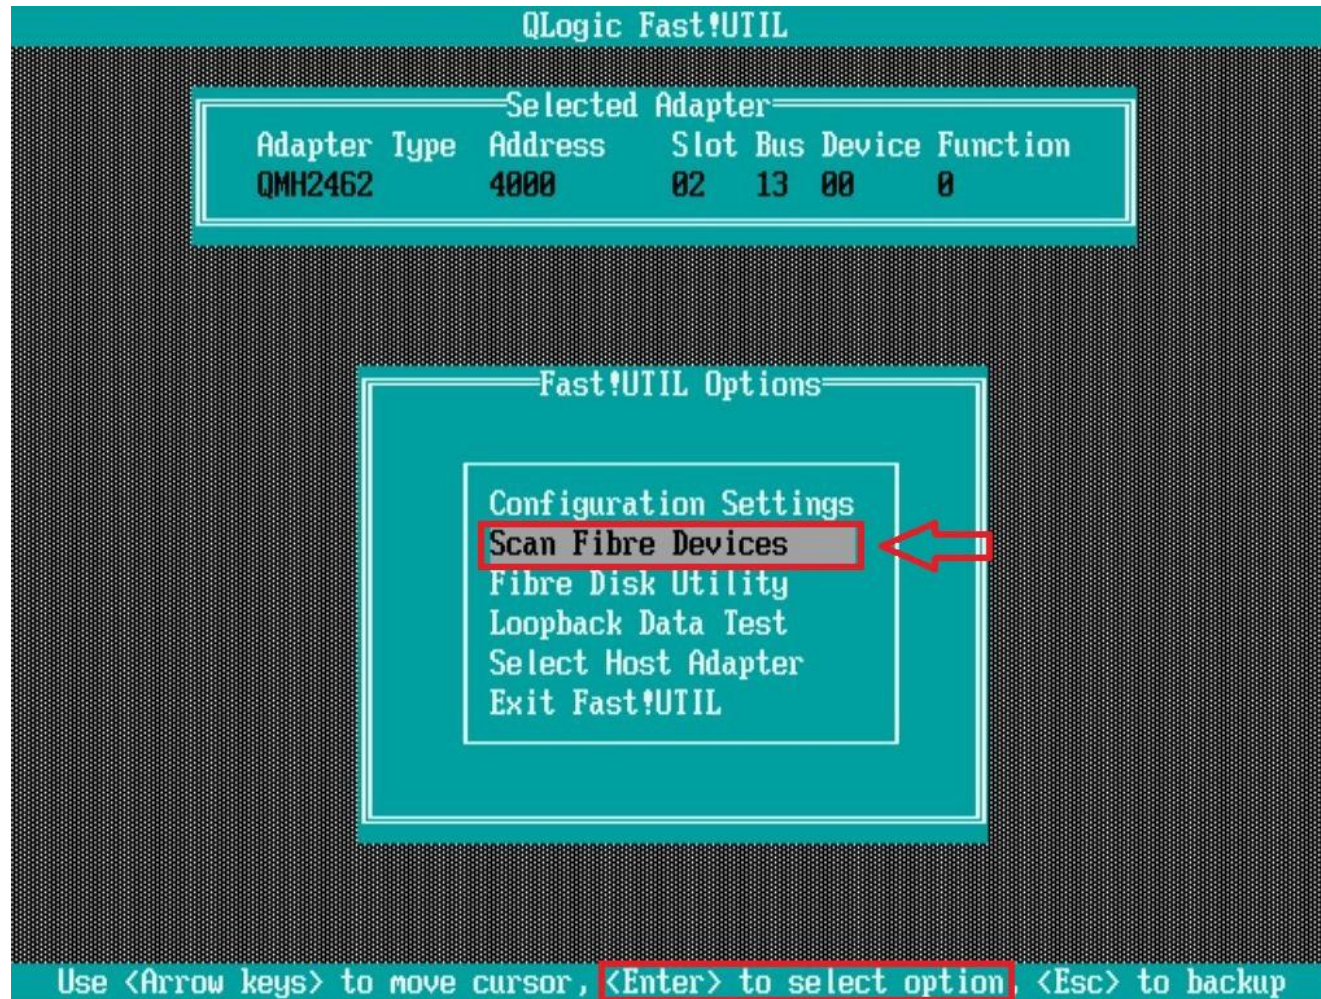 QLogic Fast!UTIL
Selected Adapter
Adapter Type Address Slot Bus Device Function
QMH2462 4000 02 13 00 0
Fast!UTIL Options
Configuration Settings
Scan Fibre Devices
Fibre Disk Utility
Loopback Data Test
Select Host Adapter
Exit Fast!UTIL
Use <Arrow keys> to move cursor, <Enter> to select option, <Esc> to backup